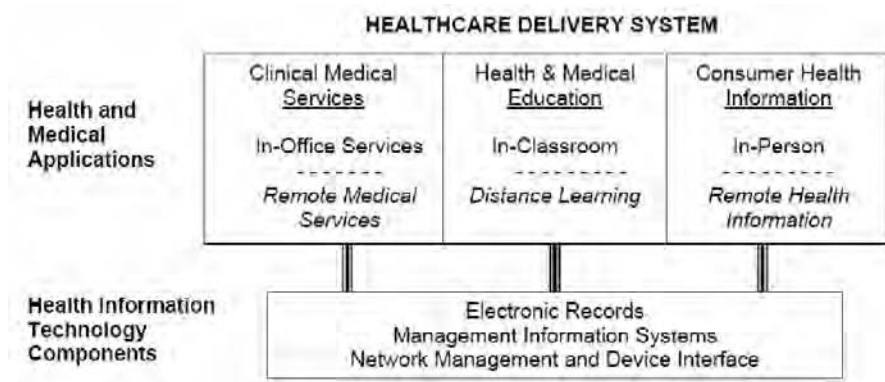 HEALTHCARE DELIVERY SYSTEM
Health and
Medical
Applications
Clinical Medical
Services
In-Office Services
Remote Medical
Services
Health & Medical
Education
In-Classroom
Distance Learning
Consumer Health
Information
In-Person
Remote Health
Information
Health Information
Technology
Components
Electronic Records
Management Information Systems
Network Management and Device Interface